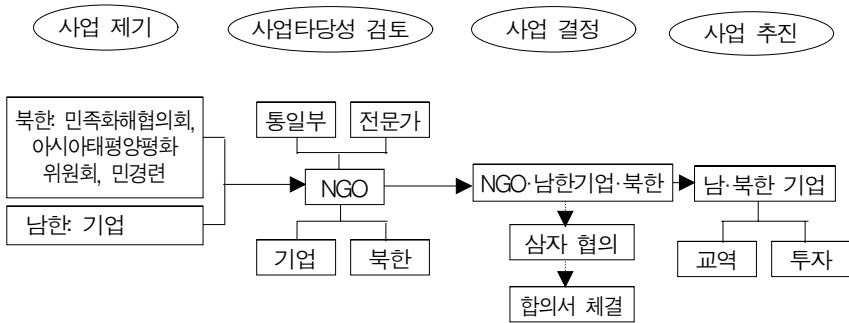 사업 제기
사업타당성 검토
사업 결정
사업 추진
북한: 민족화해협의회,
아시아태평양평화
위원회, 민경련
남한: 기업
통일부
전문가
NGO
기업
북한
NGO·남한기업·북한
삼자 협의
합의서 체결
남·북한 기업
교역
투자